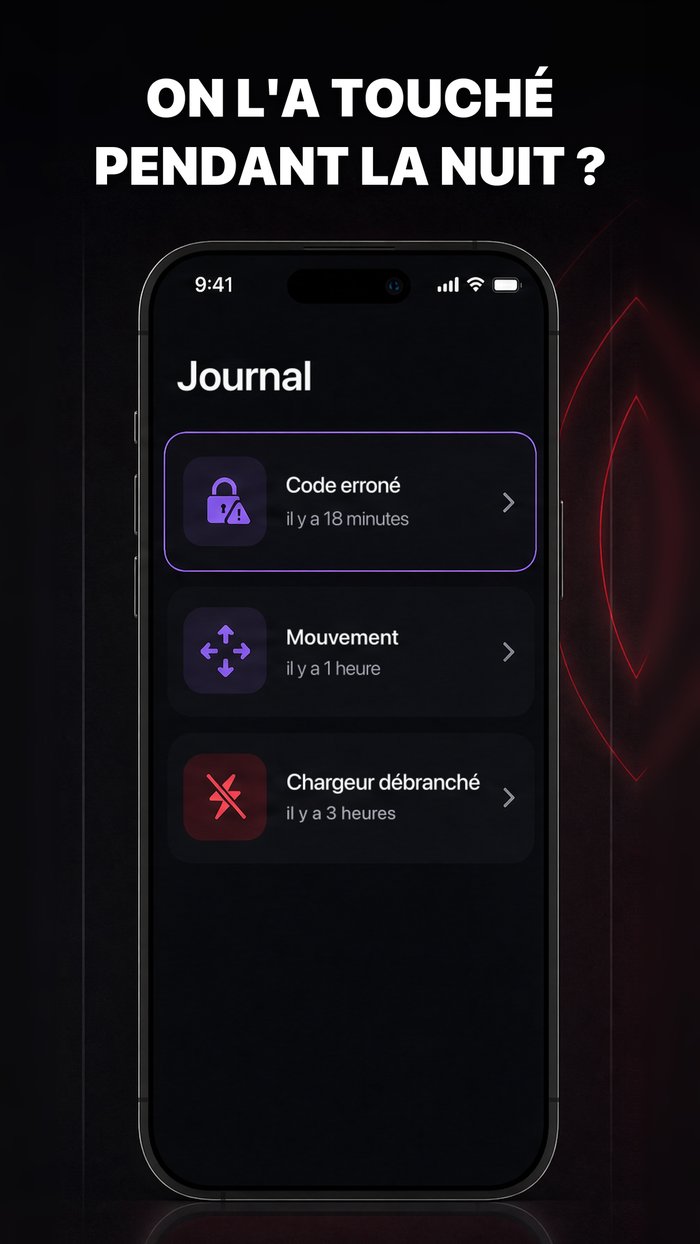 ON L'A TOUCHÉ
PENDANT LA NUIT ?
9:41
Journal
Code erroné
il y a 18 minutes
Mouvement
il y a 1 heure
Chargeur débranché
il y a 3 heures